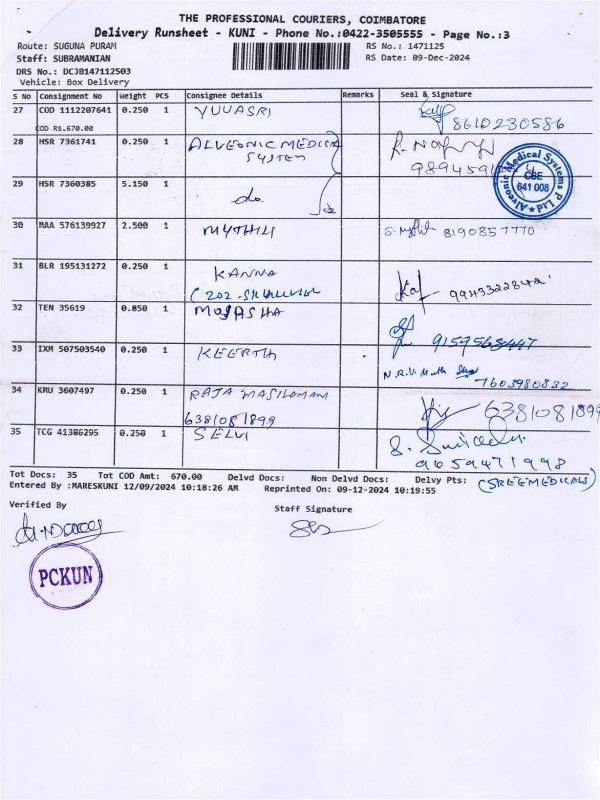 THE PROFESSIONAL COURIERS, COIMBATORE
Delivery Runsheet - KUNI - Phone No.:0422-3505555 - Page No.:3
Route: SUGUNA PURAM
RS No.: 1471125
Staff: SUBRAMANIAN
RS Date: 09-Dec-2024
DRS No.: DCJB147112503
Vehicle: Box Delivery
S No Consignment No Weight PCS Consignee Details Remarks Seal & Signature
27 COD 1112207641 0.250 1 YUVASRI
COD RS.670.00 8610230586
28 HSR 7361741 0.250 1 ALVEONIC MEDICAL
SYSTEM
Alveonic Medical Systems P Ltd
CBE
641 008
29 HSR 7360385 5.150 1 do
30 MAA 576139927 2.500 1 MYTHILI 8190857770
31 BLR 195131272 0.250 1 KANNA
9943322842
32 TEN 35619 0.850 1
9159568447
33 IXM 507503540 0.250 1 KEERTH
7603980832
34 KMU 3607497 0.250 1 RAJA MASILAMANI 6381081899
6381081899
35 TCG 41386295 0.250 1 SELVI
9659471998
(SREEMEDICALS)
Tot Docs: 35 Tot COD Amt: 670.00 Delvd Docs: Non Delvd Docs: Delvy Pts:
Entered By :MARESKUNI 12/09/2024 10:18:26 AM Reprinted On: 09-12-2024 10:19:55
Verified By
Staff Signature
PCKUN